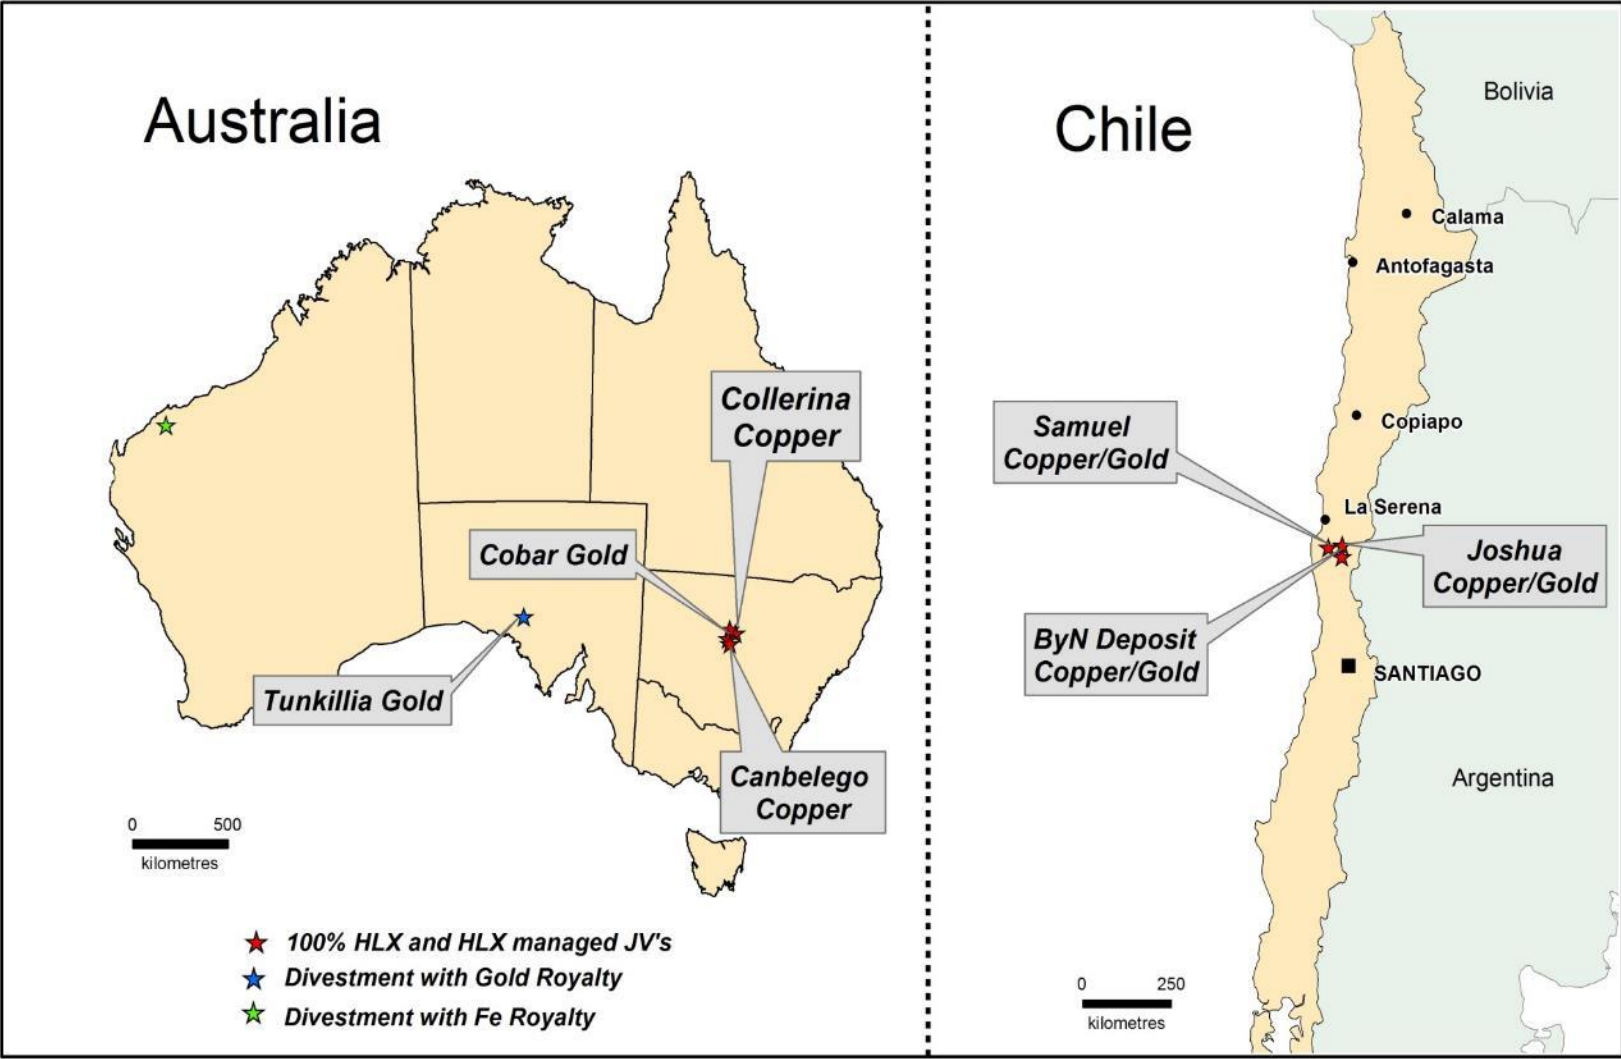 Australia
Collerina
Copper
Cobar Gold
Tunkillia Gold
Canbelego
Copper
0 500
kilometres
100% HLX and HLX managed JV's
Divestment with Gold Royalty
Divestment with Fe Royalty
Chile
Bolivia
Calama
Antofagasta
Samuel
Copper/Gold
Copiapo
La Serena
Joshua
Copper/Gold
ByN Deposit
Copper/Gold
SANTIAGO
Argentina
0 250
kilometres